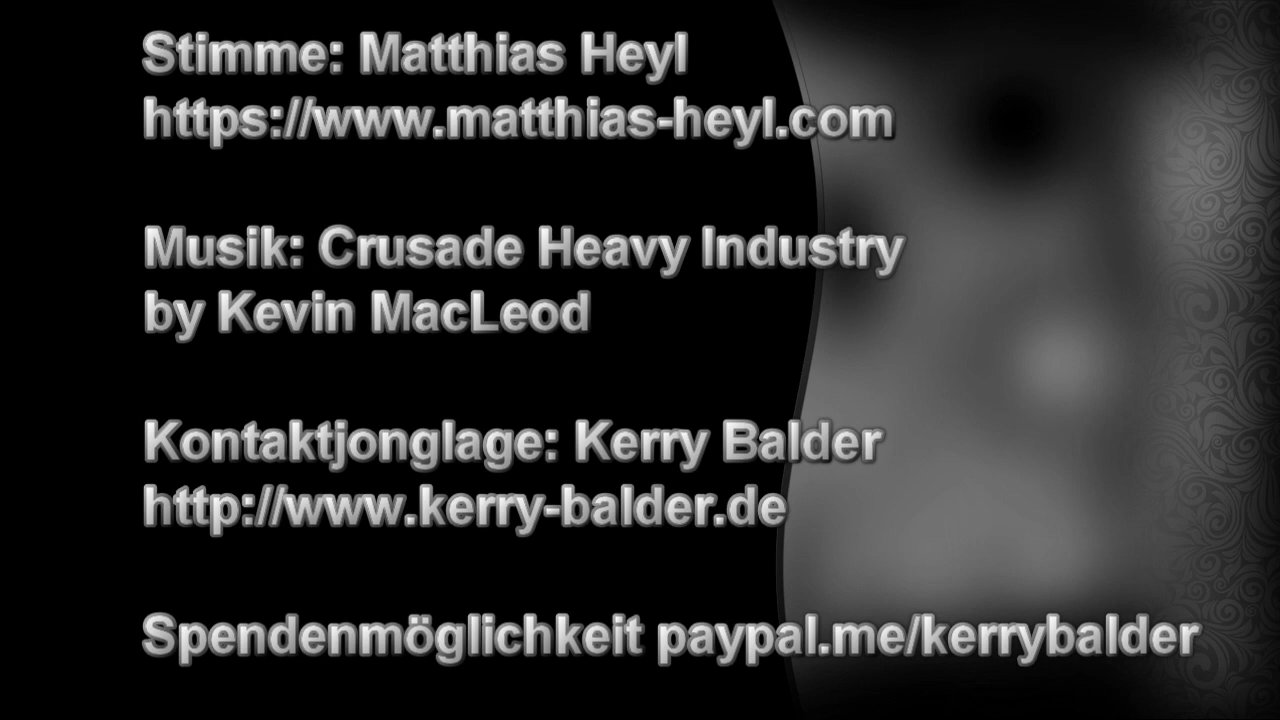 Stimme: Matthias Heyl
https://www.matthias-heyl.com
Musik: Crusade Heavy Industry
by Kevin MacLeod
Kontaktjonglage: Kerry Balder
http://www.kerry-balder.de
Spendenmöglichkeit paypal.me/kerrybalder